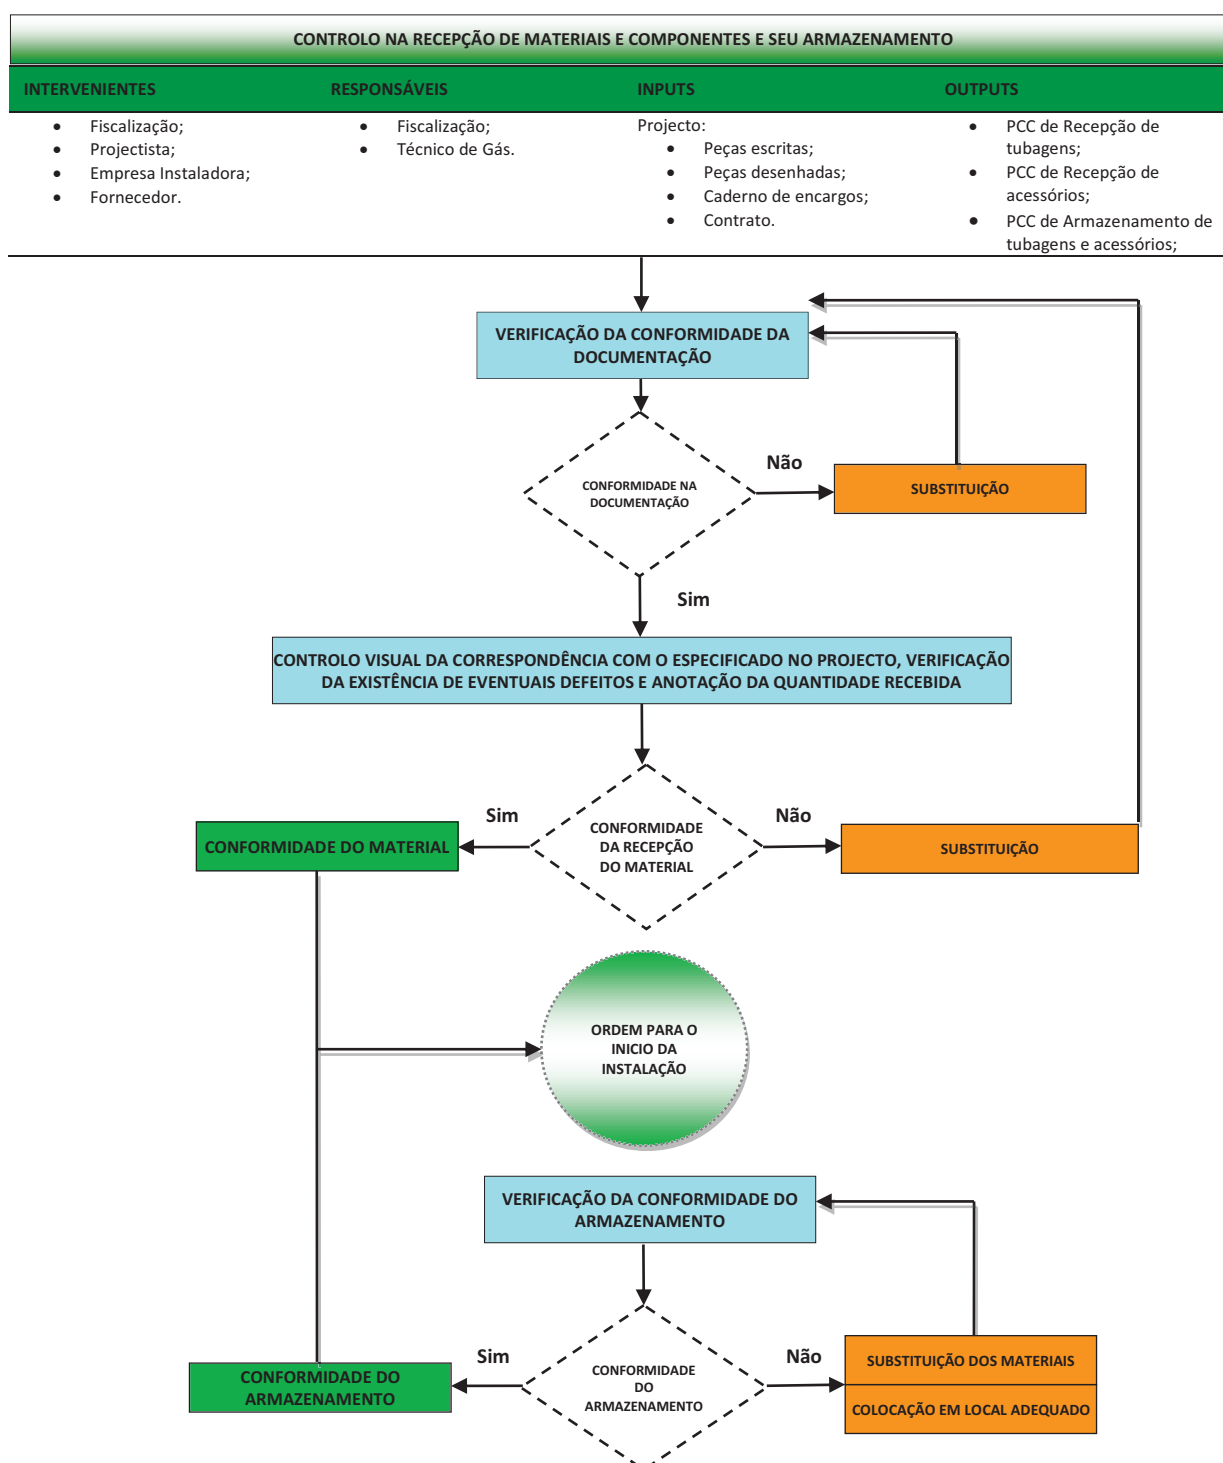 CONTROLO NA RECEPÇÃO DE MATERIAIS E COMPONENTES E SEU ARMAZENAMENTO
INTERVENIENTES
RESPONSÁVEIS
INPUTS
OUTPUTS
• Fiscalização;
• Projectista;
• Empresa Instaladora;
• Fornecedor.
• Fiscalização;
• Técnico de Gás.
Projecto:
• Peças escritas;
• Peças desenhadas;
• Caderno de encargos;
• Contrato.
• PCC de Recepção de
tubagens;
• PCC de Recepção de
acessórios;
• PCC de Armazenamento de
tubagens e acessórios;
VERIFICAÇÃO DA CONFORMIDADE DA
DOCUMENTAÇÃO
CONFORMIDADE NA
DOCUMENTAÇÃO
Não
SUBSTITUIÇÃO
Sim
CONTROLO VISUAL DA CORRESPONDÊNCIA COM O ESPECIFICADO NO PROJECTO, VERIFICAÇÃO
DA EXISTÊNCIA DE EVENTUAIS DEFEITOS E ANOTAÇÃO DA QUANTIDADE RECEBIDA
Sim
CONFORMIDADE DO MATERIAL
CONFORMIDADE
DA RECEPÇÃO
DO MATERIAL
Não
SUBSTITUIÇÃO
ORDEM PARA O
INICIO DA
INSTALAÇÃO
VERIFICAÇÃO DA CONFORMIDADE DO
ARMAZENAMENTO
Sim
CONFORMIDADE DO
ARMAZENAMENTO
CONFORMIDADE
DO
ARMAZENAMENTO
Não
SUBSTITUIÇÃO DOS MATERIAIS
COLOCAÇÃO EM LOCAL ADEQUADO